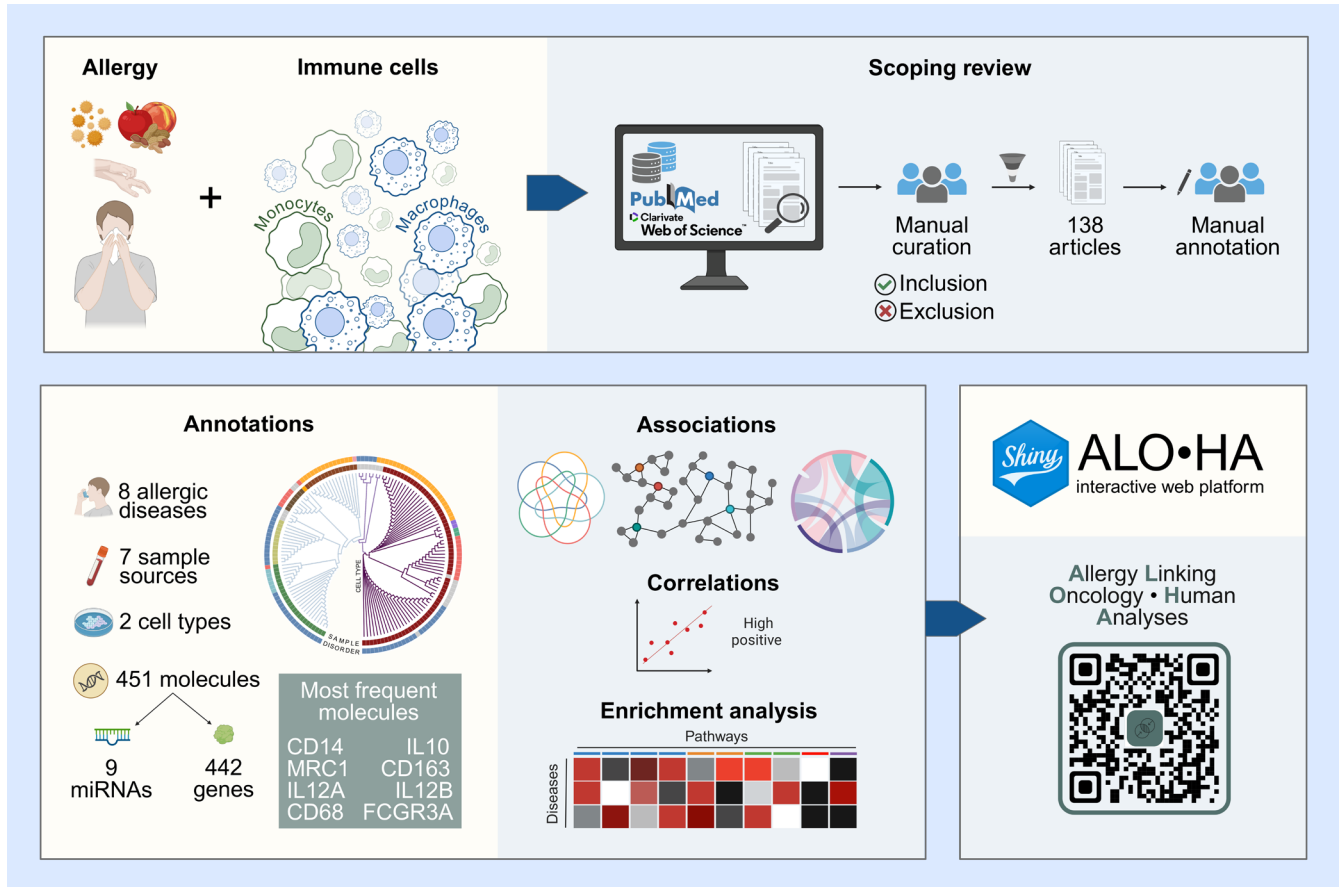 Allergy
Immune cells
Monocytes
Macrophages
+
Scoping review
PubMed
Clarivate
Web of Science™
Manual
curation
Inclusion
Exclusion
138
articles
Manual
annotation
Annotations
8 allergic
diseases
7 sample
sources
2 cell types
451 molecules
9
miRNAs
442
genes
CELL TYPE
SAMPLE
DISORDER
Most frequent
molecules
CD14 IL10
MRC1 CD163
IL12A IL12B
CD68 FCGR3A
Associations
Correlations
High
positive
Enrichment analysis
Pathways
Diseases
Shiny
ALO•HA
interactive web platform
Allergy Linking
Oncology • Human
Analyses